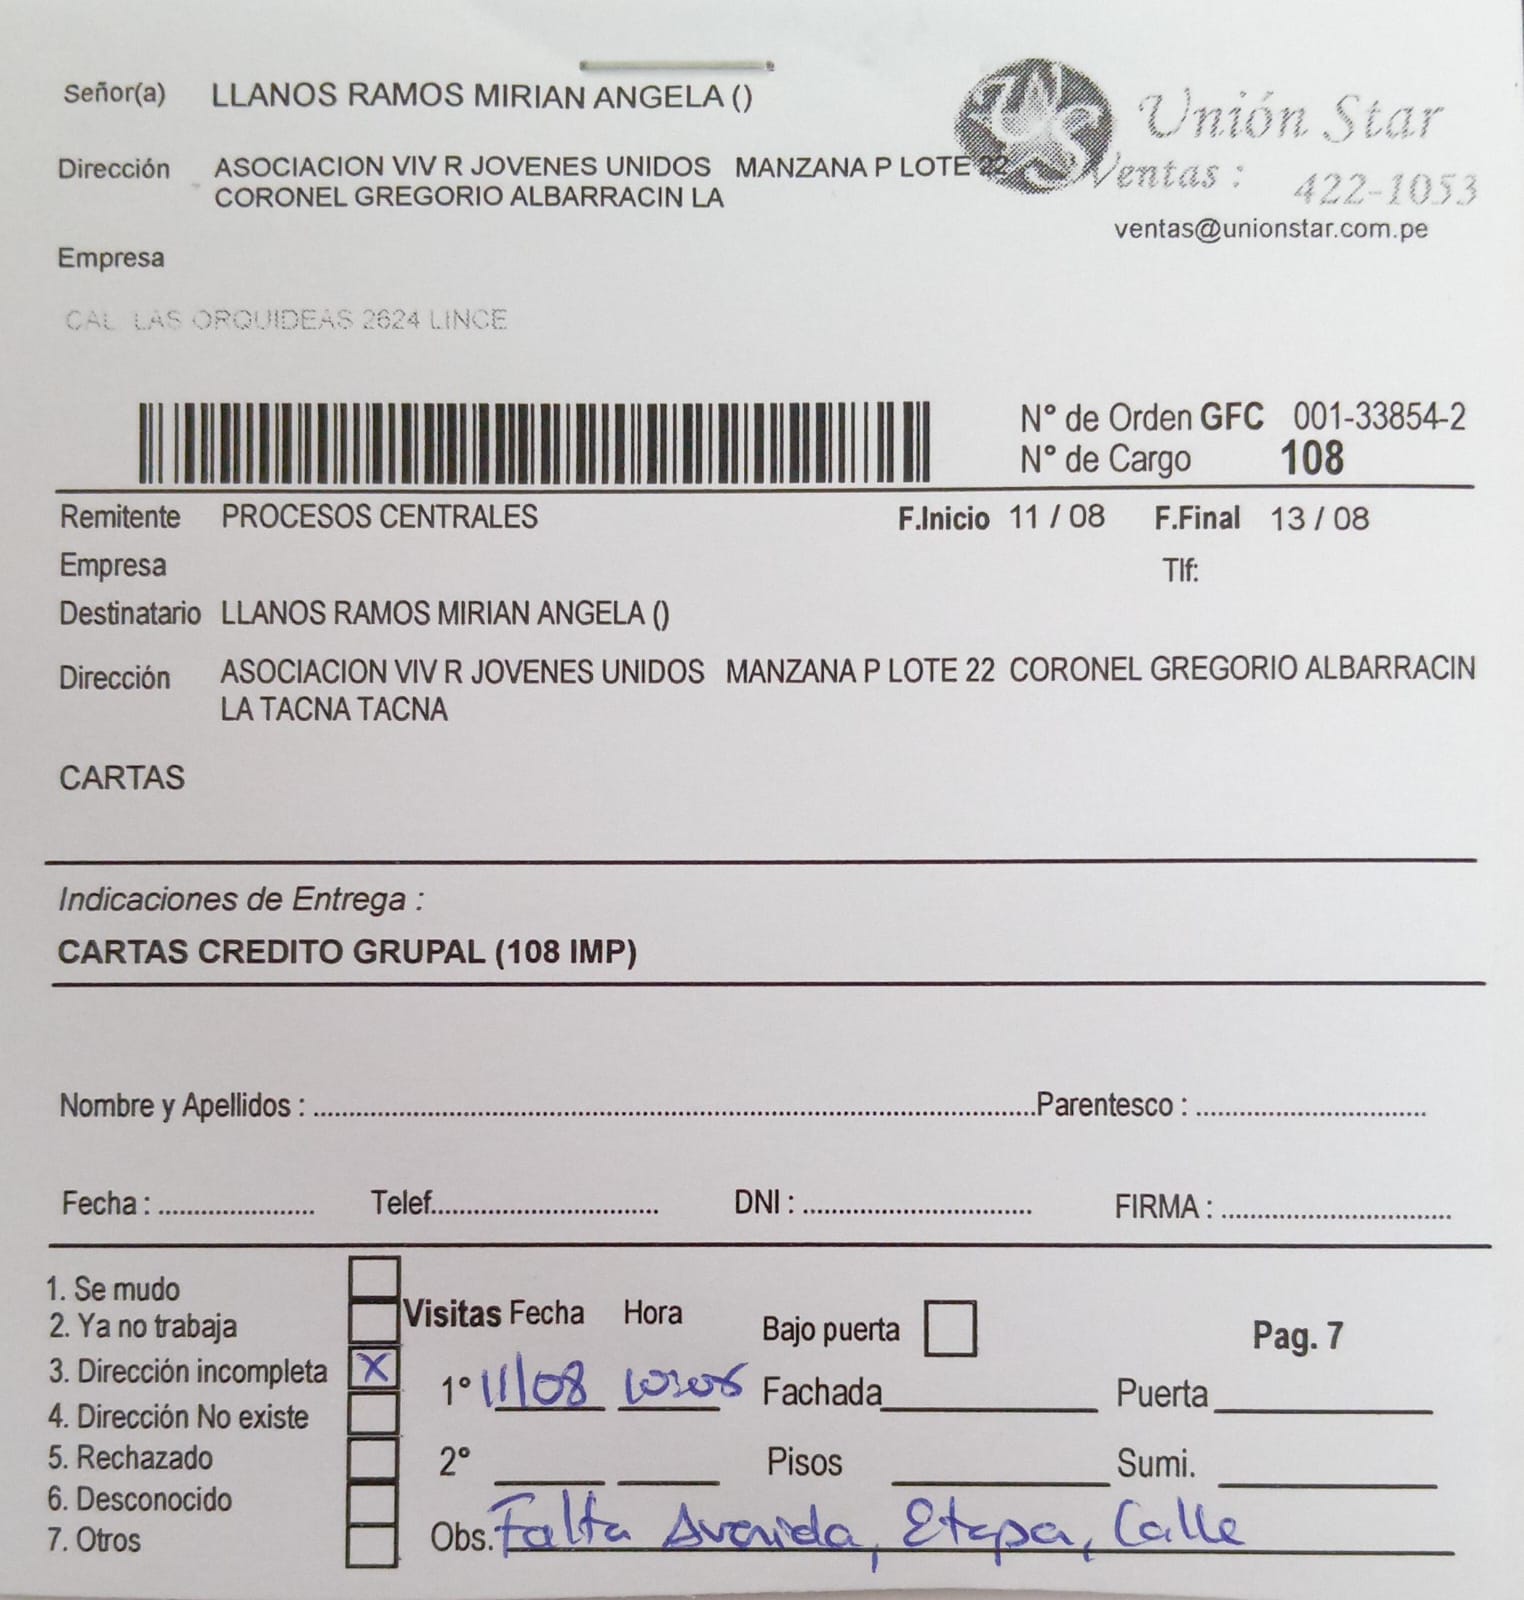 Señor(a) LLANOS RAMOS MIRIAN ANGELA ()
Unión Star
Dirección ASOCIACION VIV R JOVENES UNIDOS MANZANA P LOTE 22
CORONEL GREGORIO ALBARRACIN LA
Ventas : 422-1053
ventas@unionstar.com.pe
Empresa
CAL LAS ORQUIDEAS 2624 LINCE
N° de Orden GFC 001-33854-2
N° de Cargo 108
Remitente PROCESOS CENTRALES F.Inicio 11 / 08 F.Final 13 / 08
Empresa Tlf:
Destinatario LLANOS RAMOS MIRIAN ANGELA ()
Dirección ASOCIACION VIV R JOVENES UNIDOS MANZANA P LOTE 22 CORONEL GREGORIO ALBARRACIN
LA TACNA TACNA
CARTAS
Indicaciones de Entrega :
CARTAS CREDITO GRUPAL (108 IMP)
Nombre y Apellidos : Parentesco :
Fecha : Telef. DNI : FIRMA :
1. Se mudo
2. Ya no trabaja
3. Dirección incompleta X
4. Dirección No existe
5. Rechazado
6. Desconocido
7. Otros
Visitas Fecha Hora Bajo puerta Pag. 7
1° 11/08 Fachada Puerta
2° Pisos Sumi.
Obs. Falta Avenida, Etapa, Calle